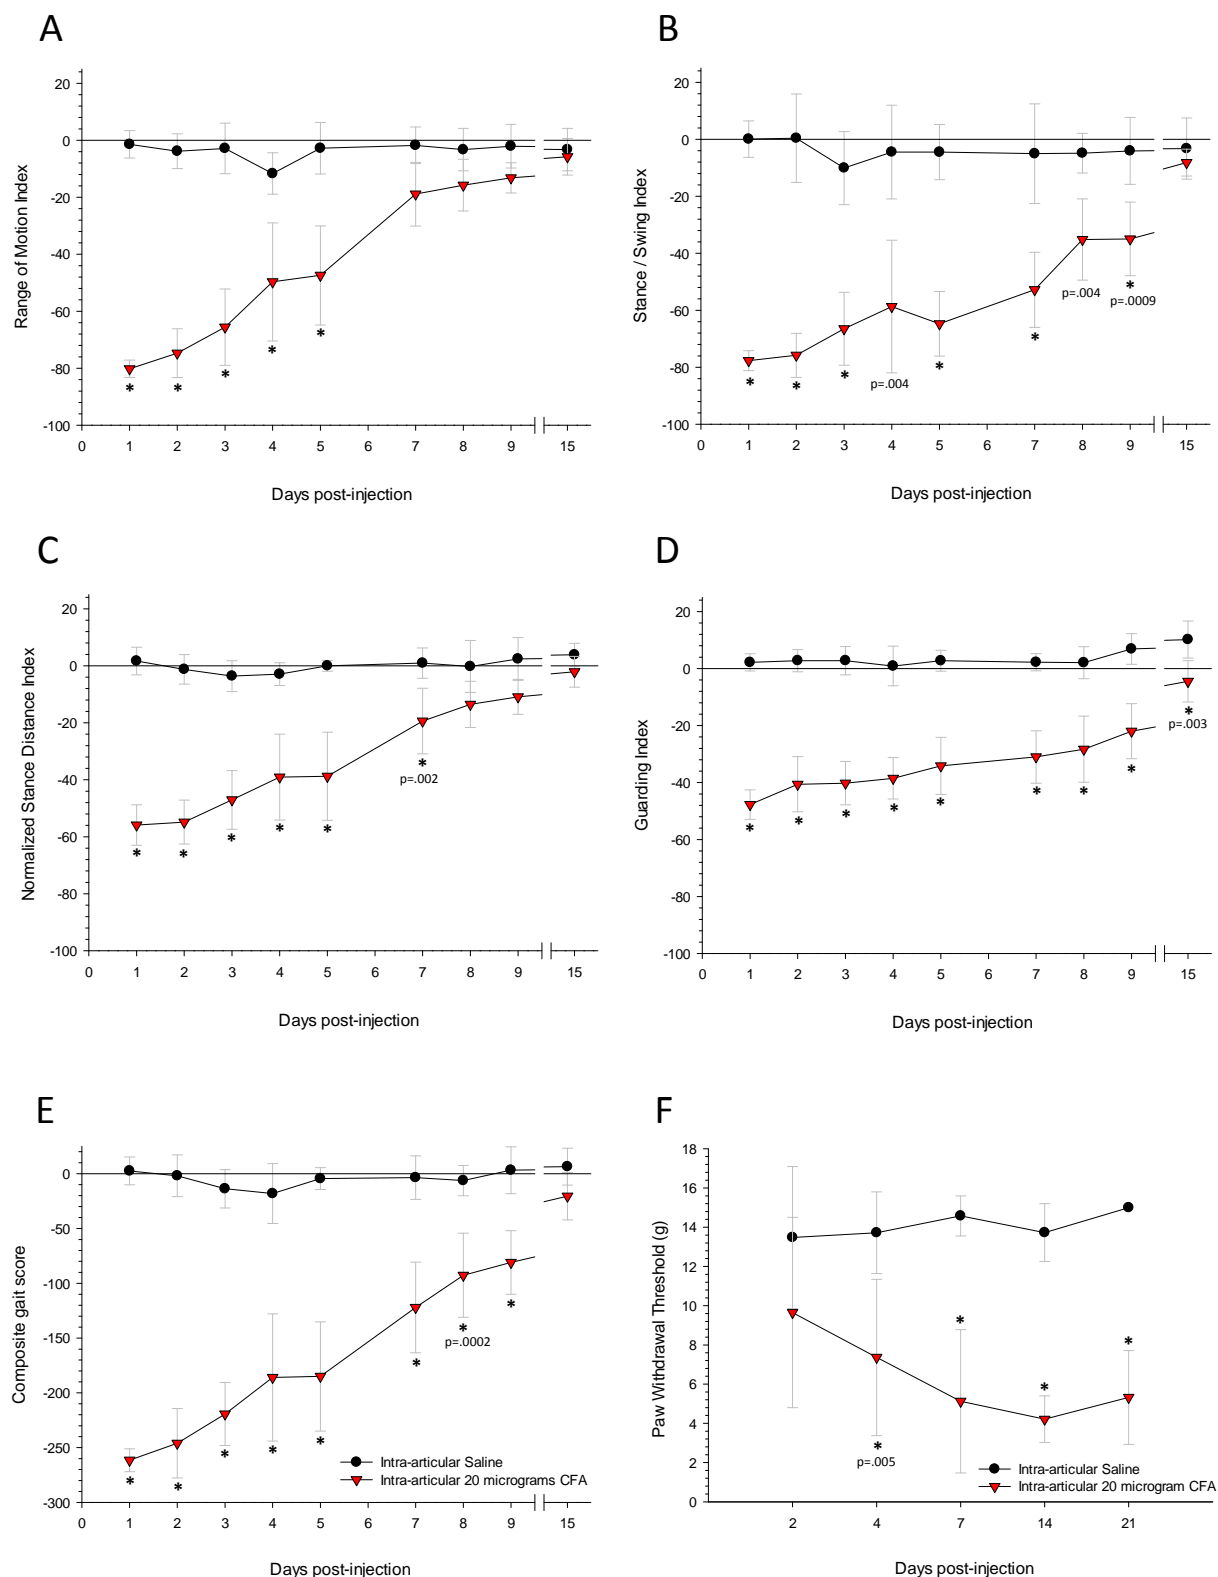 A
20
0
-20
-40
-60
-80
-100
Range of Motion Index
* * * * *
0 1 2 3 4 5 6 7 8 9 15
Days post-injection
B
20
0
-20
-40
-60
-80
-100
Stance / Swing Index
* * * p=.004 * * p=.004 *
p=.0009
0 1 2 3 4 5 6 7 8 9 15
Days post-injection
C
20
0
-20
-40
-60
-80
-100
Normalized Stance Distance Index
* * * * * *
p=.002
0 1 2 3 4 5 6 7 8 9 15
Days post-injection
D
20
0
-20
-40
-60
-80
-100
Guarding Index
* * * * * * * * *
p=.003
0 1 2 3 4 5 6 7 8 9 15
Days post-injection
E
0
-50
-100
-150
-200
-250
-300
Composite gait score
* * * * * * * *
p=.0002
Intra-articular Saline
Intra-articular 20 micrograms CFA
0 1 2 3 4 5 6 7 8 9 15
Days post-injection
F
18
16
14
12
10
8
6
4
2
0
Paw Withdrawal Threshold (g)
* * * *
p=.005
Intra-articular Saline
Intra-articular 20 microgram CFA
2 4 7 14 21
Days post-injection